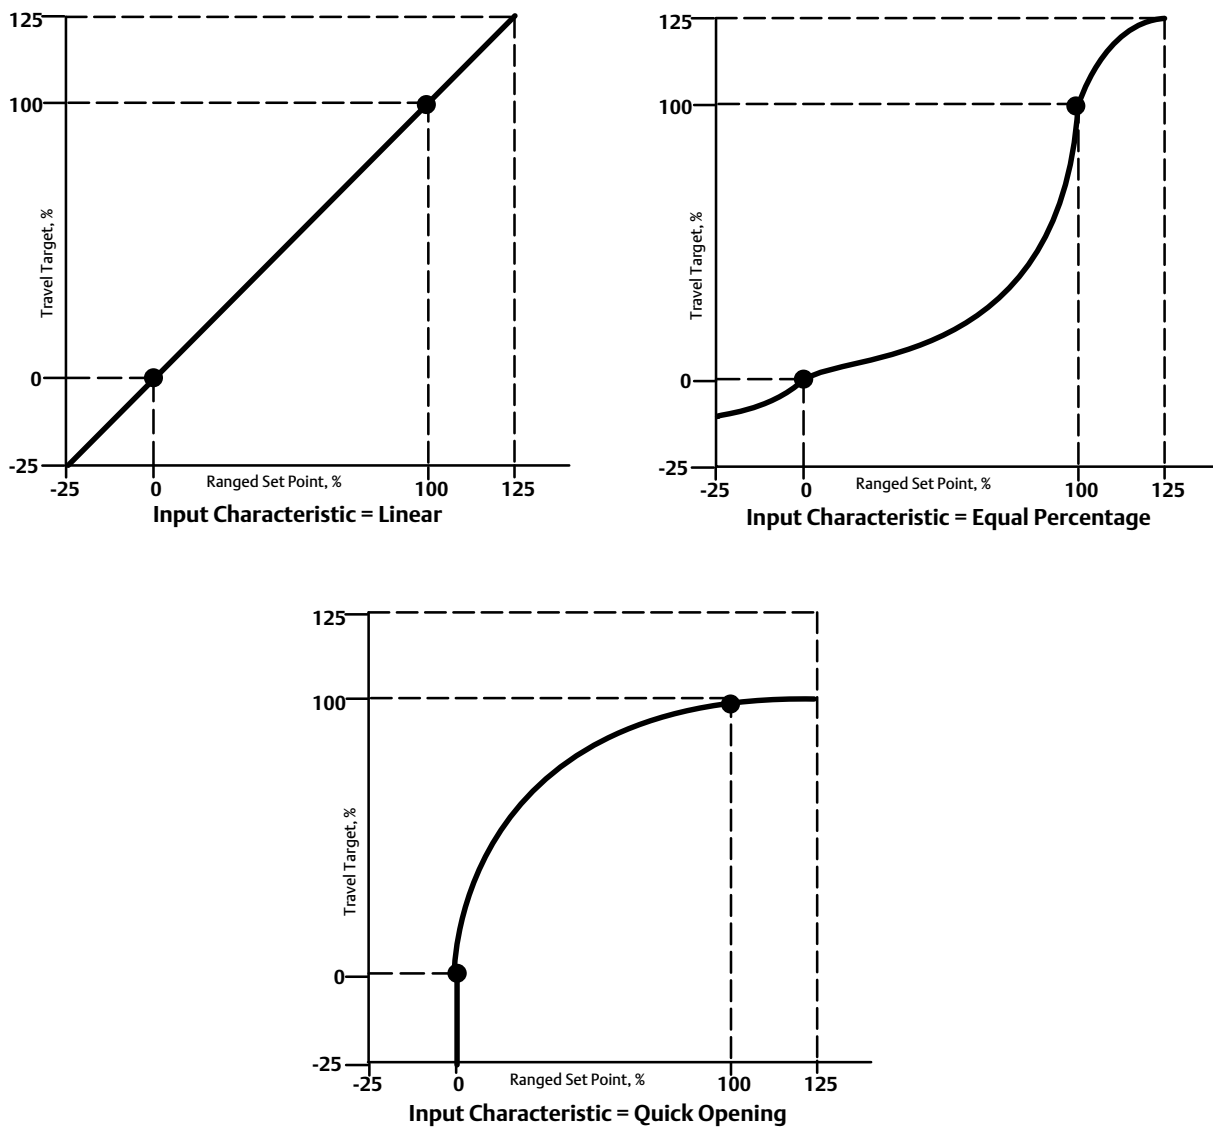 125
100
Travel Target, %
0
-25
-25 0 Ranged Set Point, % 100 125
Input Characteristic = Linear
125
100
Travel Target, %
0
-25
-25 0 Ranged Set Point, % 100 125
Input Characteristic = Equal Percentage
125
100
Travel Target, %
0
-25
-25 0 Ranged Set Point, % 100 125
Input Characteristic = Quick Opening